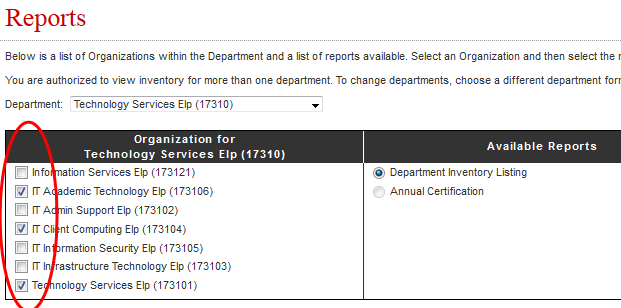 Reports
Below is a list of Organizations within the Department and a list of reports available. Select an Organization and then select the
You are authorized to view inventory for more than one department. To change departments, choose a different department
Department: Technology Services Elp (17310)
Organization for
Technology Services Elp (17310)
Available Reports
Information Services Elp (173121)
Department Inventory Listing
IT Academic Technology Elp (173106)
Annual Certification
IT Admin Support Elp (173102)
IT Client Computing Elp (173104)
IT Information Security Elp (173105)
IT Infrastructure Technology Elp (173103)
Technology Services Elp (173101)